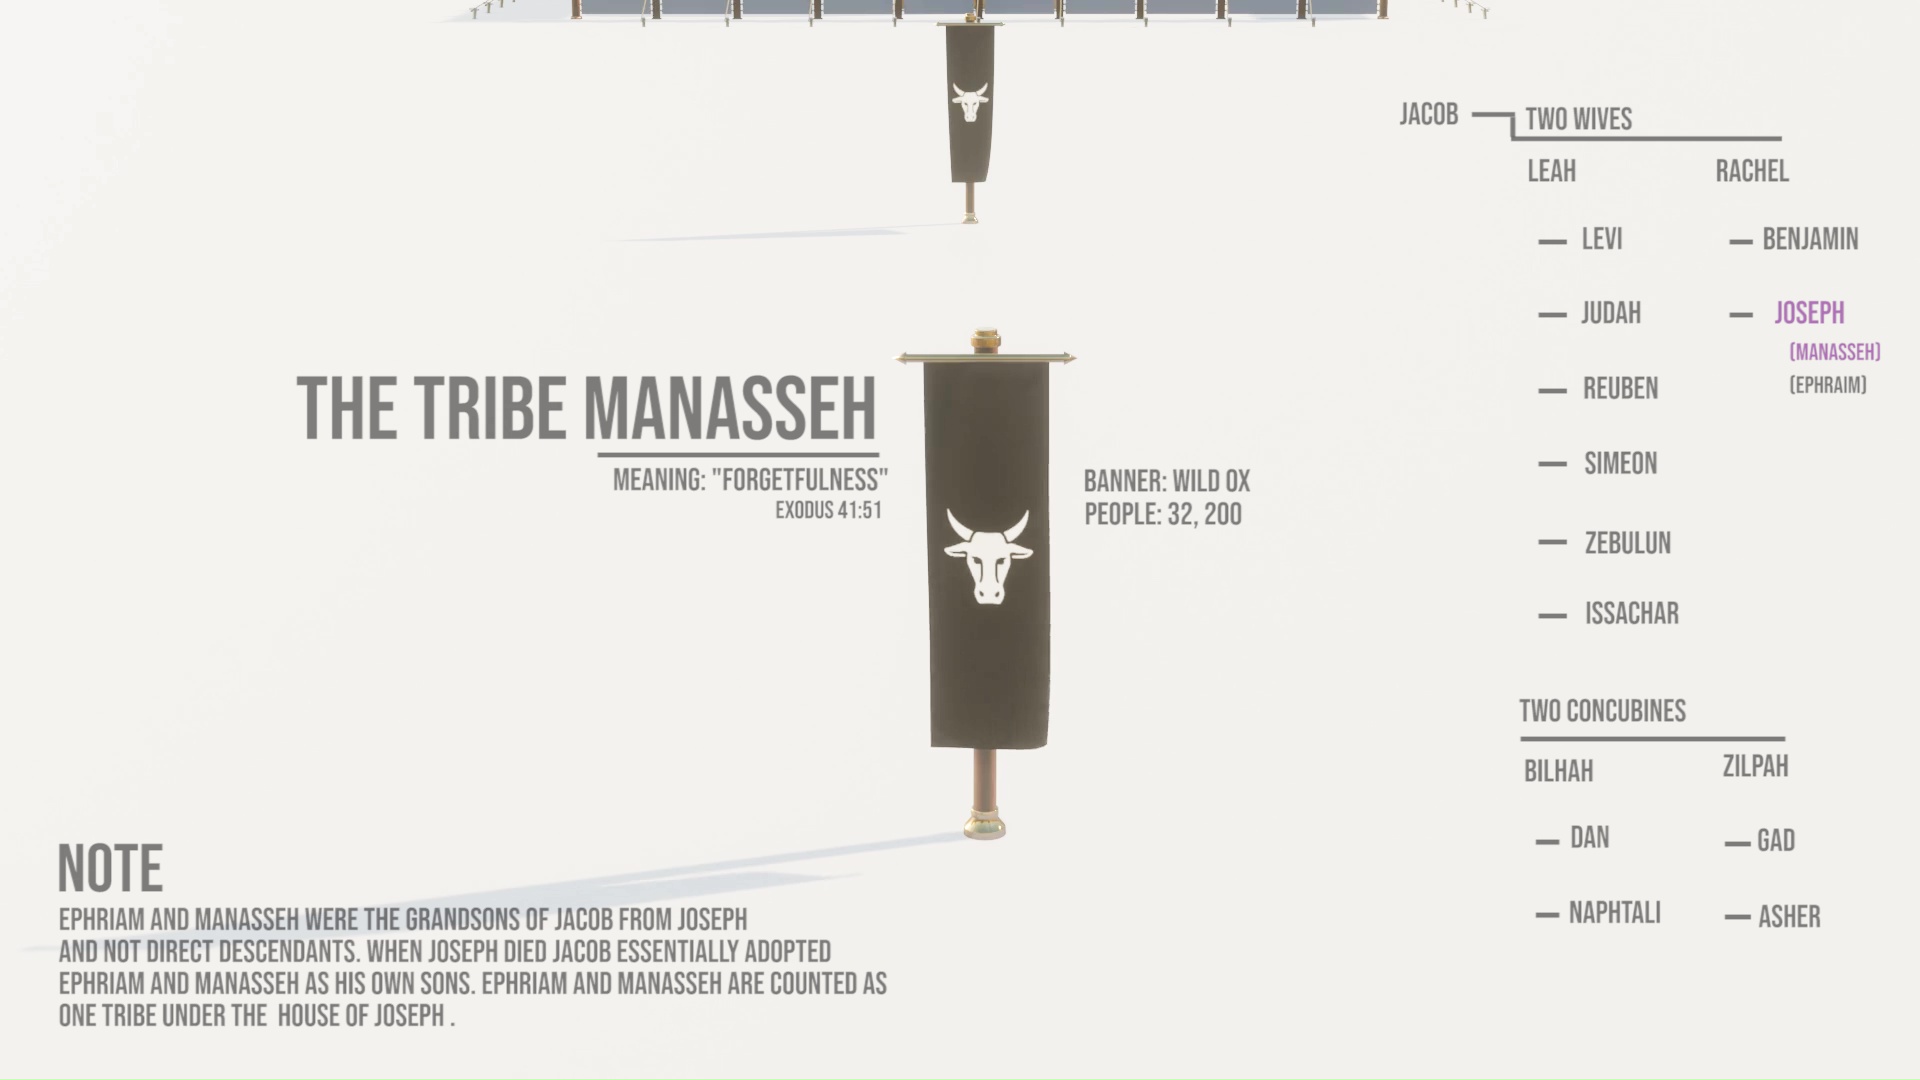 THE TRIBE MANASSEH
MEANING: "FORGETFULNESS"
EXODUS 41:51
BANNER: WILD OX
PEOPLE: 32, 200
NOTE
EPHRIAM AND MANASSEH WERE THE GRANDSONS OF JACOB FROM JOSEPH
AND NOT DIRECT DESCENDANTS. WHEN JOSEPH DIED JACOB ESSENTIALLY ADOPTED
EPHRIAM AND MANASSEH AS HIS OWN SONS. EPHRIAM AND MANASSEH ARE COUNTED AS
ONE TRIBE UNDER THE HOUSE OF JOSEPH .
JACOB
TWO WIVES
LEAH
LEVI
JUDAH
REUBEN
SIMEON
ZEBULUN
ISSACHAR
RACHEL
BENJAMIN
JOSEPH
(MANASSEH)
(EPHRAIM)
TWO CONCUBINES
BILHAH
DAN
NAPHTALI
ZILPAH
GAD
ASHER